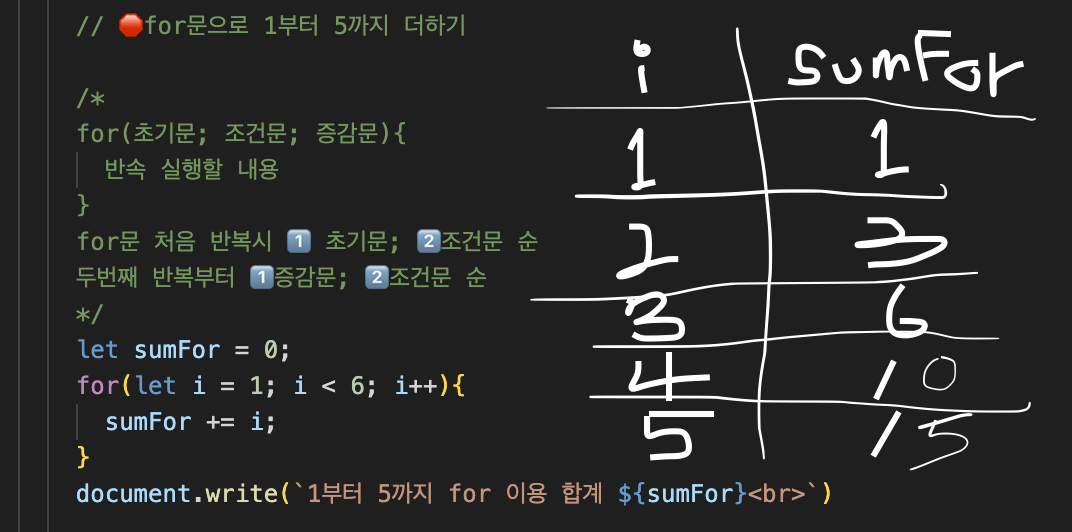 // 🛑for문으로 1부터 5까지 더하기
/*
for(초기문; 조건문; 증감문){
반속 실행할 내용
}
for문 처음 반복시 1️⃣ 초기문; 2️⃣조건문 순
두번째 반복부터 1️⃣증감문; 2️⃣조건문 순
*/
let sumFor = 0;
for(let i = 1; i < 6; i++){
sumFor += i;
}
document.write(`1부터 5까지 for 이용 합계 ${sumFor}<br>`)
i sumFor
1 1
2 3
3 6
4 10
5 15